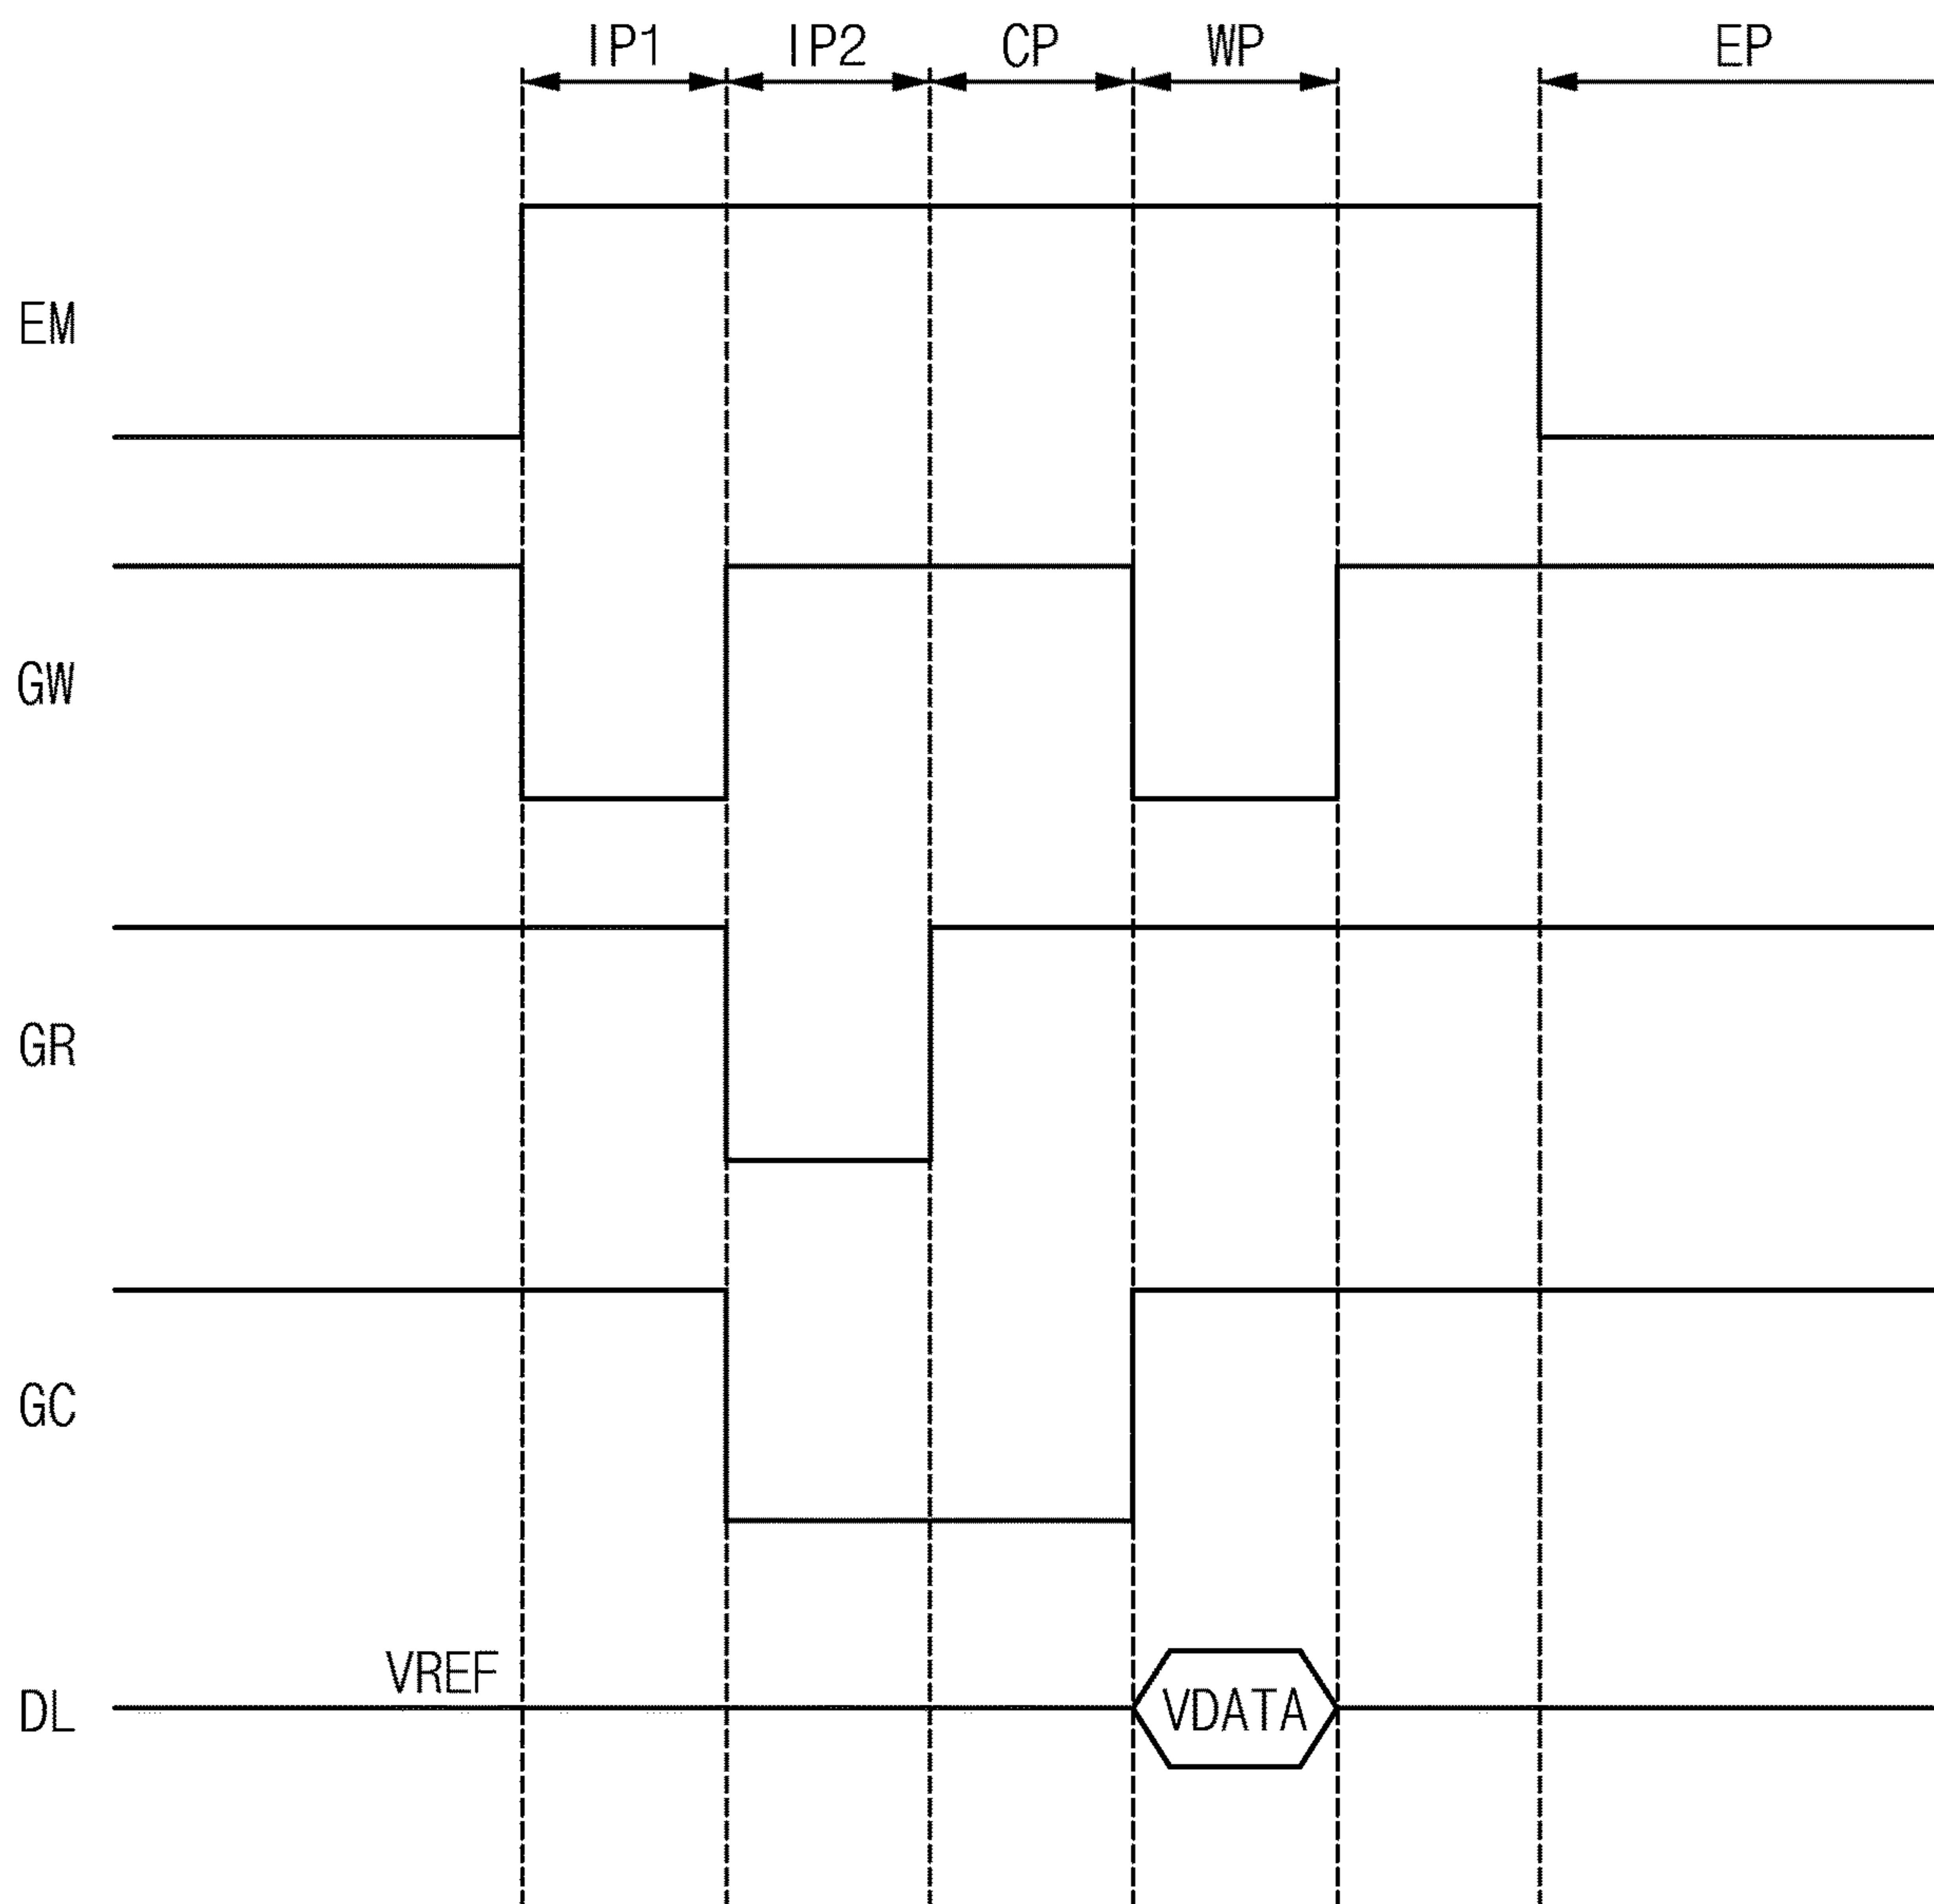 IP1 IP2 CP WP EP
EM
GW
GR
GC
VREF
DL VDATA